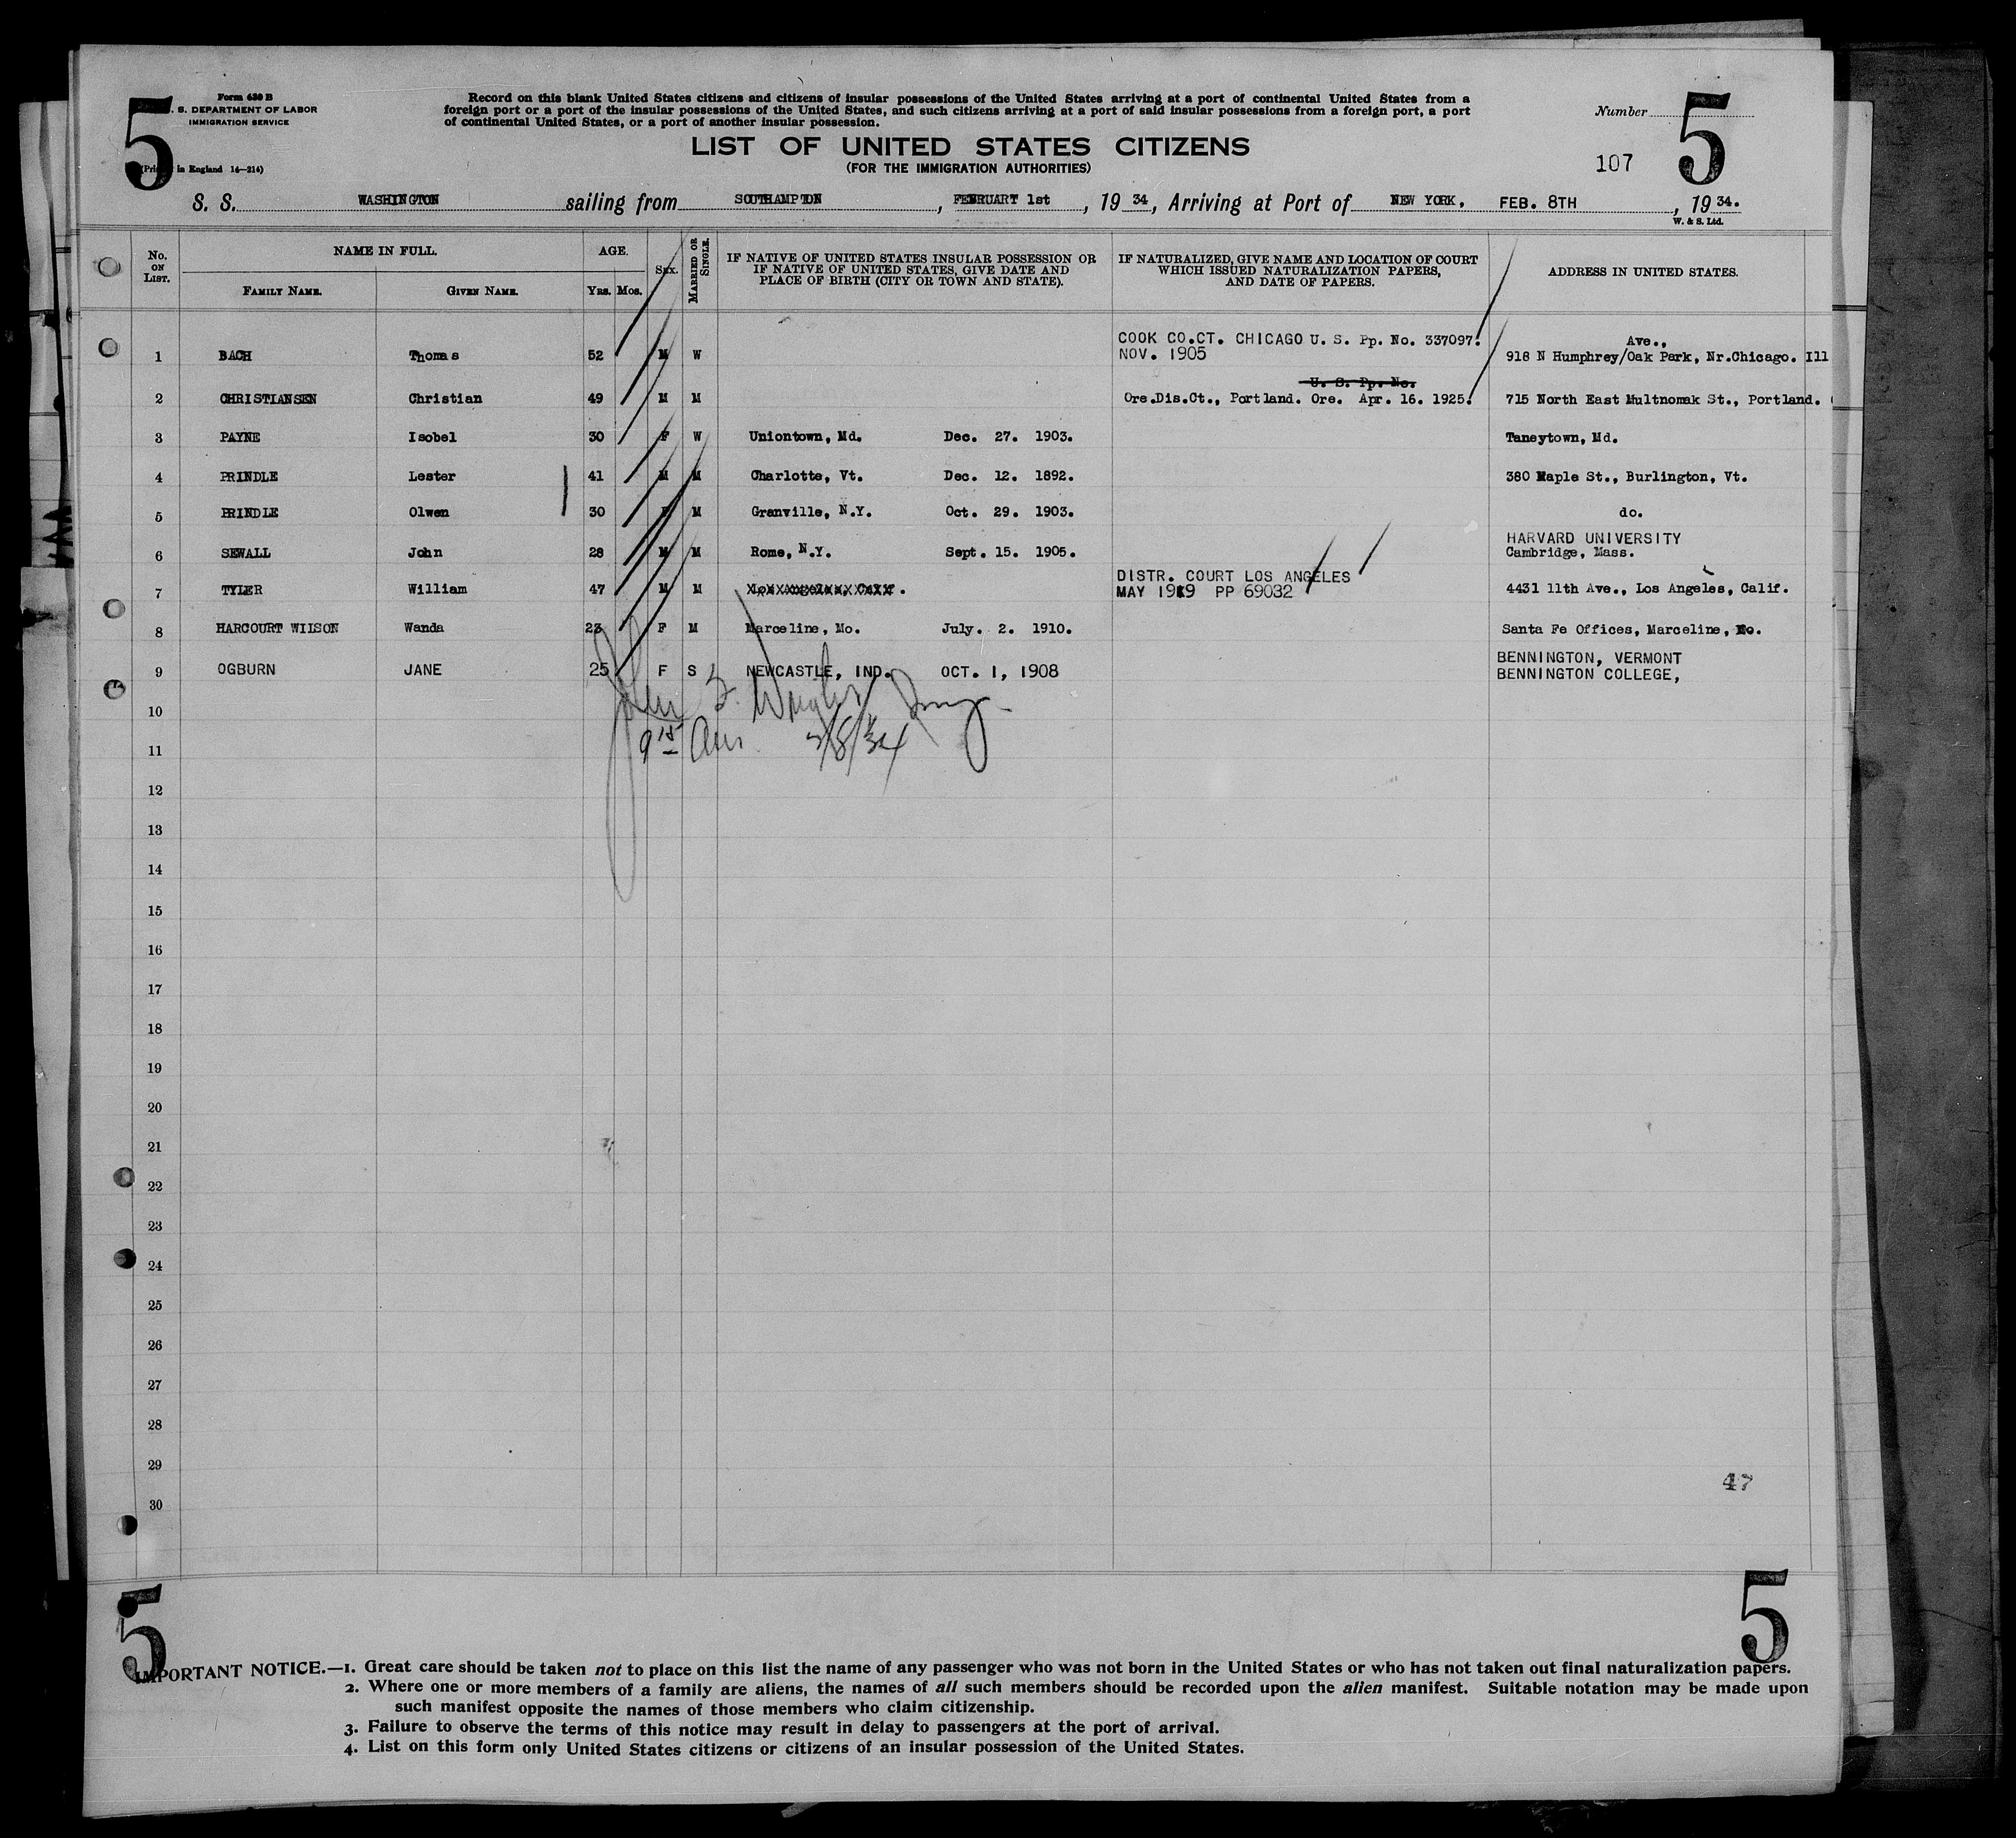 5
Form 630 B
S. DEPARTMENT OF LABOR
IMMIGRATION SERVICE
in England 14—214)
Record on this blank United States citizens and citizens of insular possessions of the United States arriving at a port of continental United States from a
foreign port or a port of the insular possessions of the United States, and such citizens arriving at a port of said insular possessions from a foreign port, a port
of continental United States, or a port of another insular possession.
LIST OF UNITED STATES CITIZENS
(FOR THE IMMIGRATION AUTHORITIES)
Number
107
5
S. S. WASHINGTON sailing from SOUTHAMPTON, FEBRUART 1st, 19 34, Arriving at Port of NEW YORK, FEB. 8TH, 19 34.
W. & S. Ltd.
No. ON LIST.
NAME IN FULL.
FAMILY NAME. GIVEN NAME.
AGE.
Yrs. Mos.
SEX.
MARRIED OR SINGLE.
IF NATIVE OF UNITED STATES INSULAR POSSESSION OR
IF NATIVE OF UNITED STATES, GIVE DATE AND
PLACE OF BIRTH (CITY OR TOWN AND STATE).
IF NATURALIZED, GIVE NAME AND LOCATION OF COURT
WHICH ISSUED NATURALIZATION PAPERS,
AND DATE OF PAPERS.
ADDRESS IN UNITED STATES.
COOK CO.CT. CHICAGO U. S. Pp. No. 337097. Ave.,
1 BACH Thomas 52 M W NOV. 1905 918 N Humphrey/Oak Park, Nr.Chicago. Ill
U. S. Pp. No.
2 CHRISTIANSEN Christian 49 M M Ore.Dis.Ct., Portland. Ore. Apr. 16. 1925. 715 North East Multnomak St., Portland.
3 PAYNE Isobel 30 F W Uniontown, Md. Dec. 27. 1903. Taneytown, Md.
4 PRINDLE Lester 41 M M Charlotte, Vt. Dec. 12. 1892. 380 Maple St., Burlington, Vt.
5 PRINDLE Olwen 30 F M Granville, N.Y. Oct. 29. 1903. do.
HARVARD UNIVERSITY
6 SEWALL John 28 M M Rome, N.Y. Sept. 15. 1905. Cambridge, Mass.
DISTR. COURT LOS ANGELES
7 TYLER William 47 M M MAY 1919 PP 69032 4431 11th Ave., Los Angeles, Calif.
8 HARCOURT WILSON Wanda 23 F M Marceline, Mo. July. 2. 1910. Santa Fe Offices, Marceline, Mo.
BENNINGTON, VERMONT
9 OGBURN JANE 25 F S NEWCASTLE, IND. OCT. 1, 1908 BENNINGTON COLLEGE,
10
11 2/8/34
12
13
14
15
16
17
18
19
20
21
22
23
24
25
26
27
28
29
47
30
5
5
IMPORTANT NOTICE.—1. Great care should be taken not to place on this list the name of any passenger who was not born in the United States or who has not taken out final naturalization papers.
2. Where one or more members of a family are aliens, the names of all such members should be recorded upon the alien manifest. Suitable notation may be made upon
such manifest opposite the names of those members who claim citizenship.
3. Failure to observe the terms of this notice may result in delay to passengers at the port of arrival.
4. List on this form only United States citizens or citizens of an insular possession of the United States.